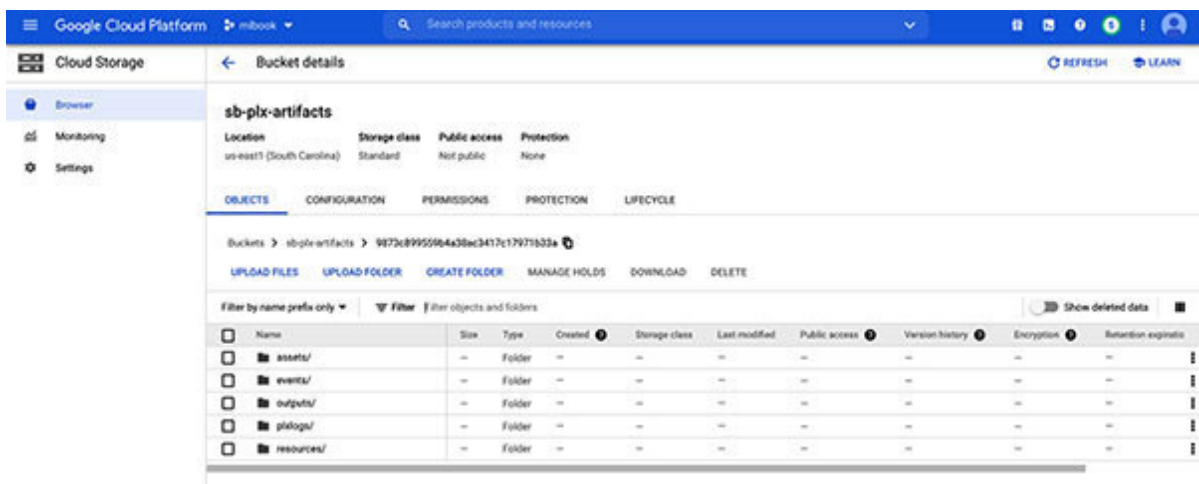 Google Cloud Platform mlbook Search products and resources
Cloud Storage Bucket details REFRESH LEARN
Browser
Monitoring
Settings
sb-plx-artifacts
Location Storage class Public access Protection
us-east1 (South Carolina) Standard Not public None
OBJECTS CONFIGURATION PERMISSIONS PROTECTION LIFECYCLE
Buckets > sb-plx-artifacts >
UPLOAD FILES UPLOAD FOLDER CREATE FOLDER MANAGE HOLDS DOWNLOAD DELETE
Filter by name prefix only Filter Filter objects and folders Show deleted data
Name Size Type Created Storage class Last modified Public access Version history Encryption Retention expiratio
assets/ — Folder — — — — — — —
events/ — Folder — — — — — — —
outputs/ — Folder — — — — — — —
plxlogs/ — Folder — — — — — — —
resources/ — Folder — — — — — — —